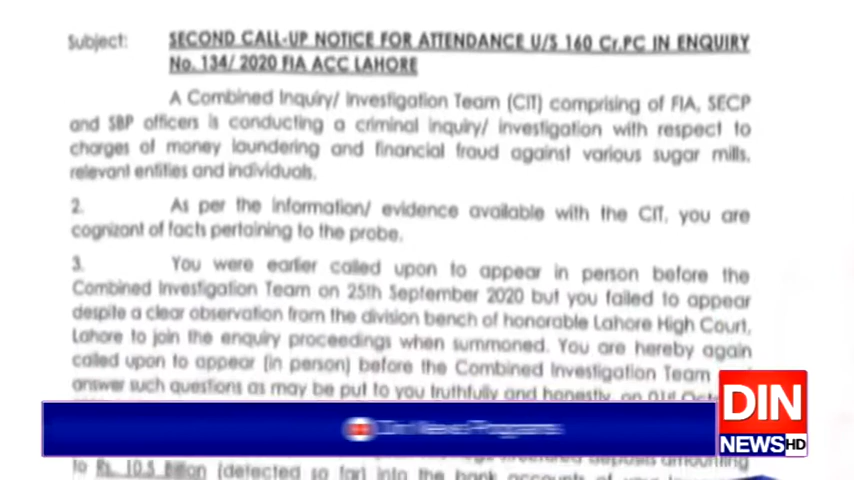 Subject: SECOND CALL-UP NOTICE FOR ATTENDANCE U/S 160 Cr.PC IN ENQUIRY
No. 134/ 2020 FIA ACC LAHORE
A Combined Inquiry/ Investigation Team (CIT) comprising of FIA, SECP
and SBP officers is conducting a criminal inquiry/ investigation with respect to
charges of money laundering and financial fraud against various sugar mills,
relevant entities and individuals.
2. As per the information/ evidence available with the CIT, you are
cognizant of facts pertaining to the probe.
3. You were earlier called upon to appear in person before the
Combined Investigation Team on 25th September 2020 but you failed to appear
despite a clear observation from the division bench of honorable Lahore High Court,
Lahore to join the enquiry proceedings when summoned. You are hereby again
called upon to appear (in person) before the Combined Investigation Team
answer such questions as may be put to you truthfully and honestly, on 01st
Din News Programs
DIN
NEWS HD
deposits amounting
to Rs. 10.5 Billion (detected so far) into the bank accounts of your